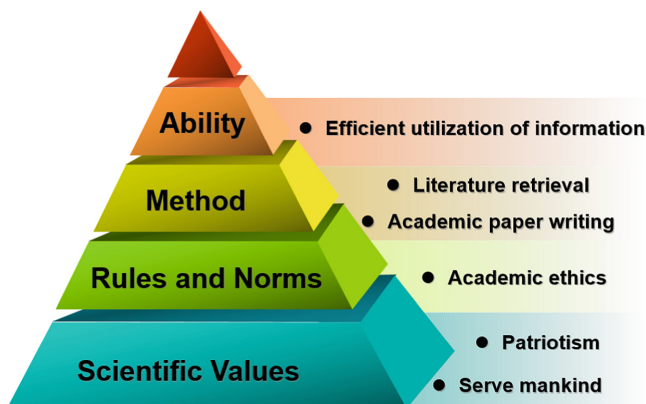 Ability
● Efficient utilization of information
Method
● Literature retrieval
● Academic paper writing
Rules and Norms
● Academic ethics
Scientific Values
● Patriotism
● Serve mankind